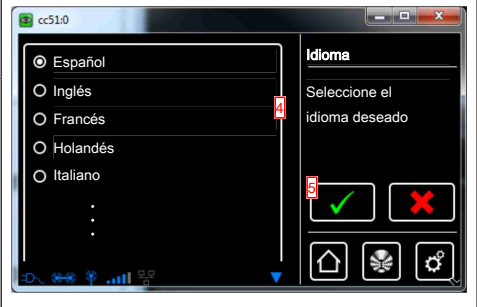 cc51:0
Español
Inglés
Francés
Holandés
Italiano
4
Idioma
Seleccione el
idioma deseado
5